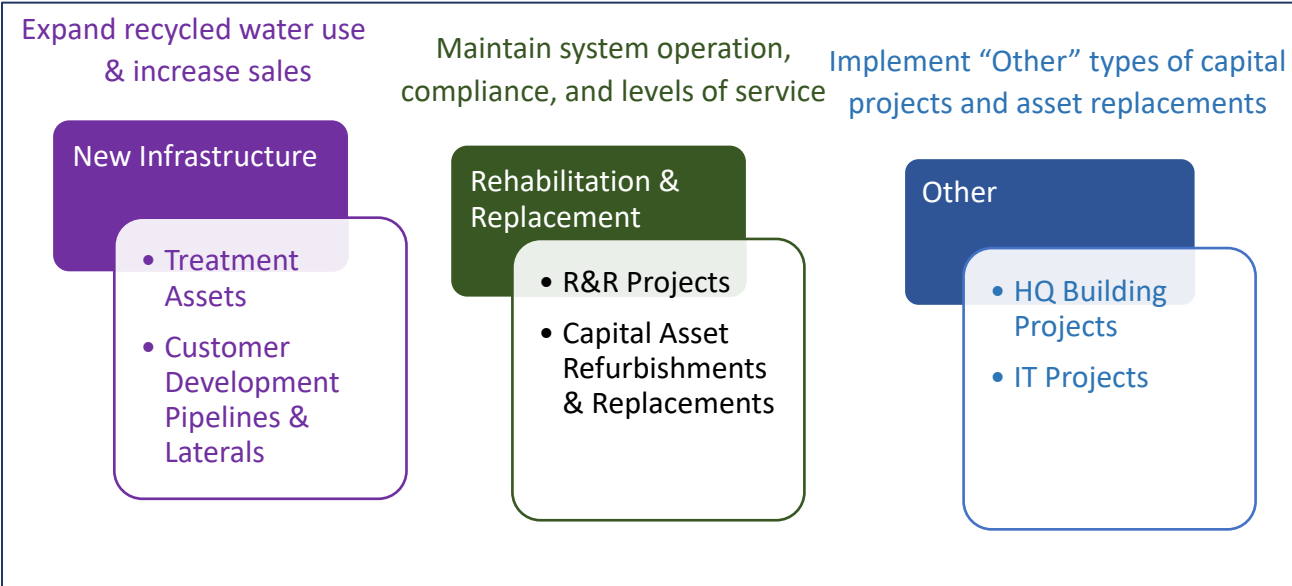 Expand recycled water use
& increase sales
New Infrastructure
• Treatment
Assets
• Customer
Development
Pipelines &
Laterals
Maintain system operation,
compliance, and levels of service
Rehabilitation &
Replacement
• R&R Projects
• Capital Asset
Refurbishments
& Replacements
Implement “Other” types of capital
projects and asset replacements
Other
• HQ Building
Projects
• IT Projects